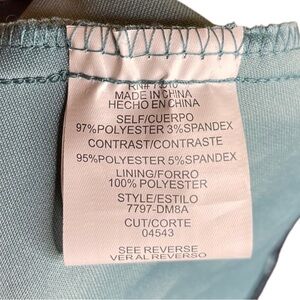 MADE IN CHINA
HECHO EN CHINA
SELF/CUERPO
97%POLYESTER 3%SPANDEX
CONTRAST/CONTRASTE
95%POLYESTER 5%SPANDEX
LINING/FORRO
100% POLYESTER
STYLE/ESTILO
7797-DM8A
CUT/CORTE
04543
SEE REVERSE
VER AL REVERSO